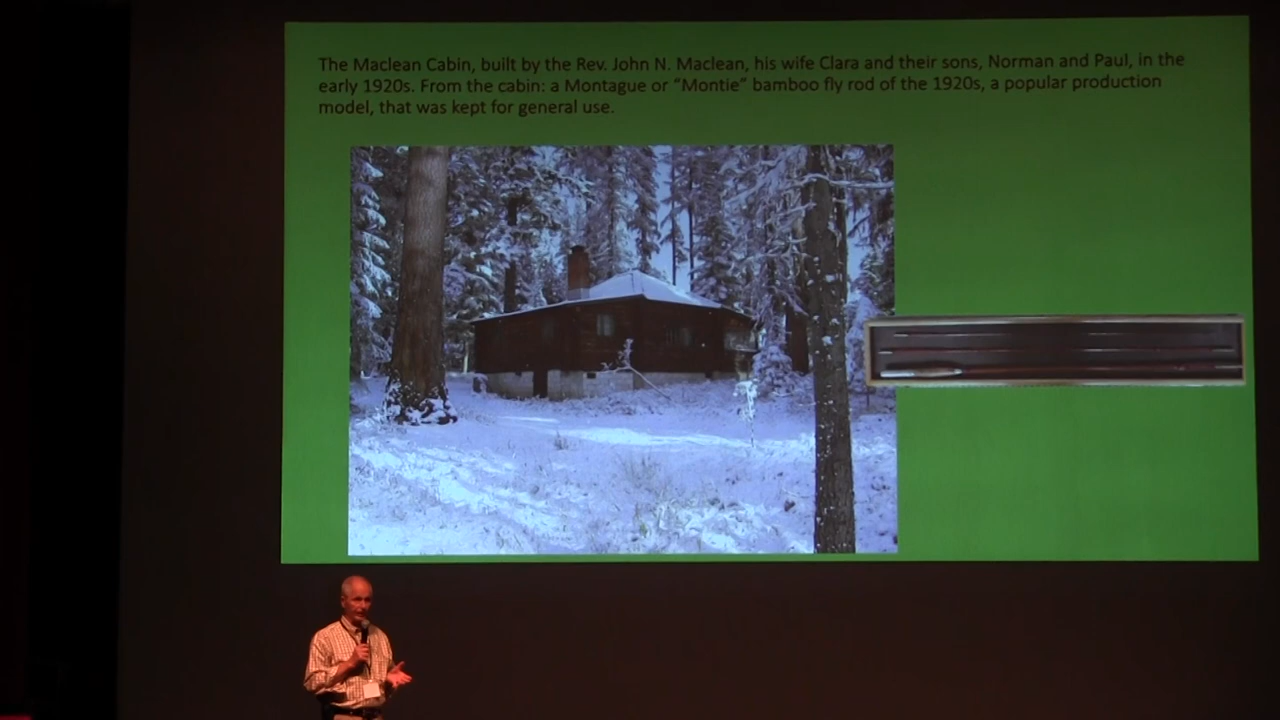 The Maclean Cabin, built by the Rev. John N. Maclean, his wife Clara and their sons, Norman and Paul, in the
early 1920s. From the cabin: a Montague or “Montie” bamboo fly rod of the 1920s, a popular production
model, that was kept for general use.